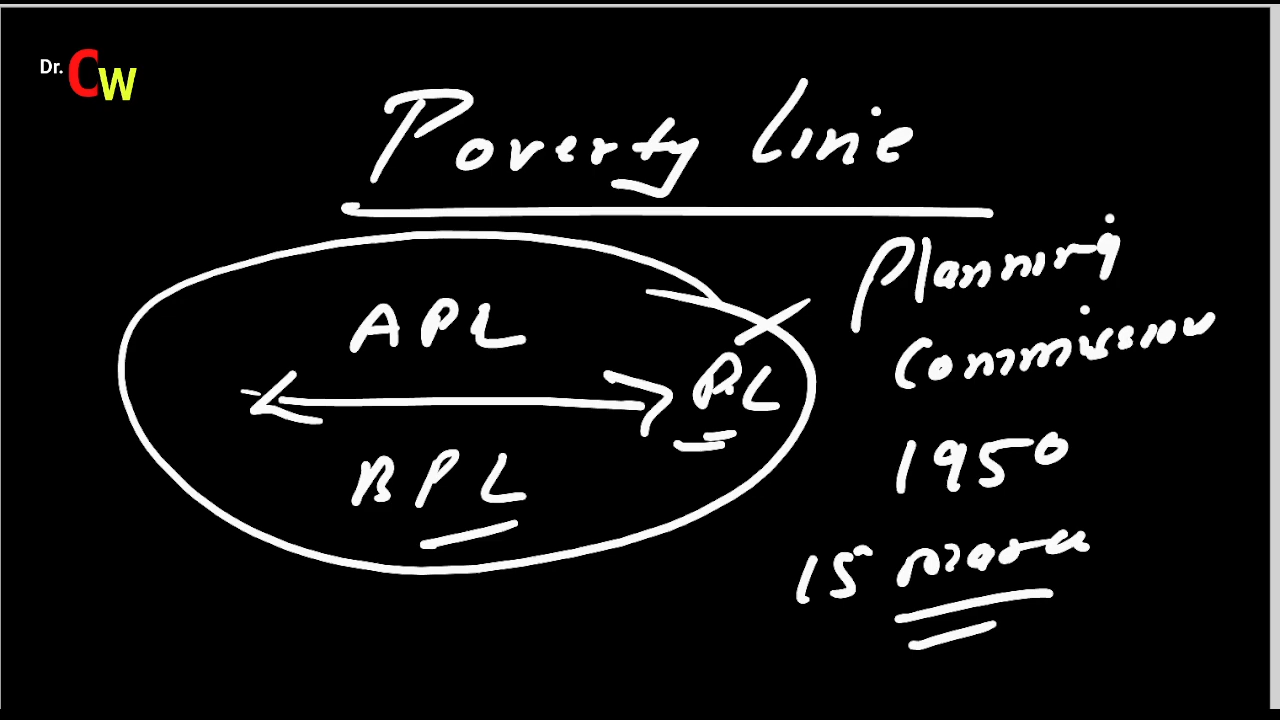 Dr. CW
Poverty Line
Planning
Commission
APL
PL
BPL
1950
15 March